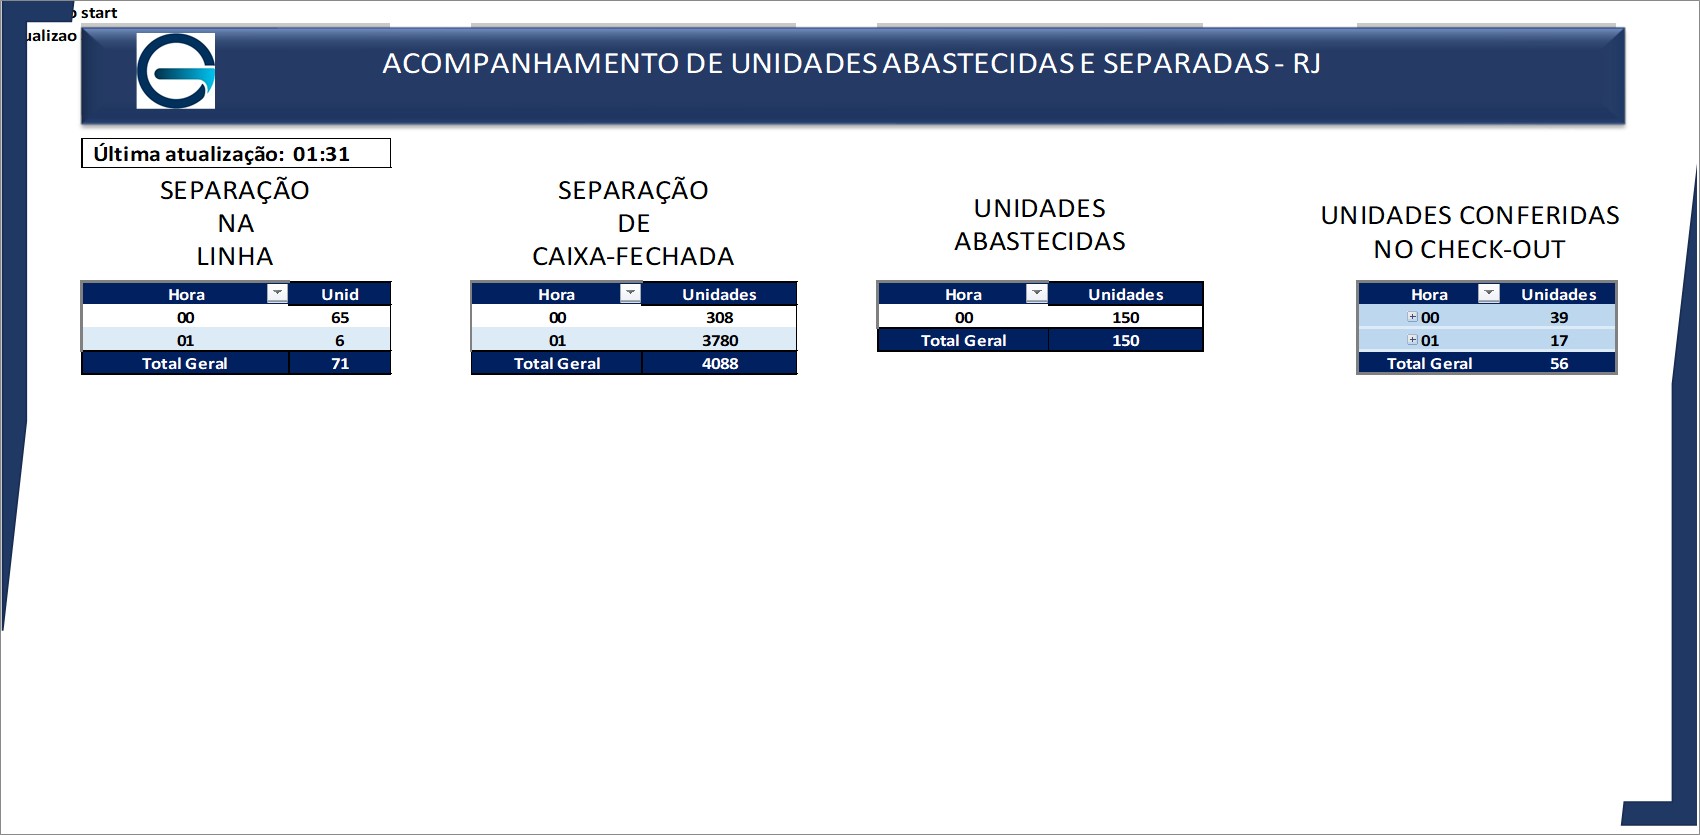 start
ACOMPANHAMENTO DE UNIDADES ABASTECIDAS E SEPARADAS - RJ
Última atualização: 01:31
SEPARAÇÃO
NA
LINHA
Hora Unid
00 65
01 6
Total Geral 71
SEPARAÇÃO
DE
CAIXA-FECHADA
Hora Unidades
00 308
01 3780
Total Geral 4088
UNIDADES
ABASTECIDAS
Hora Unidades
00 150
Total Geral 150
UNIDADES CONFERIDAS
NO CHECK-OUT
Hora Unidades
00 39
01 17
Total Geral 56